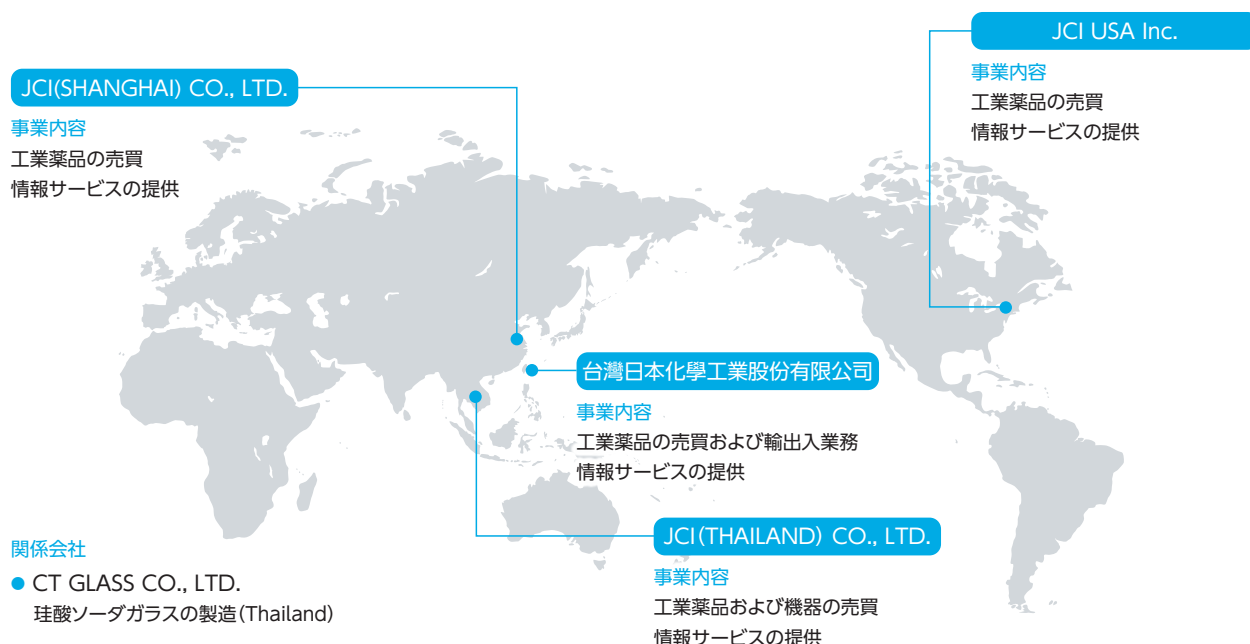 JCI USA Inc.
事業内容
工業薬品の売買
情報サービスの提供
JCI(SHANGHAI) CO., LTD.
事業内容
工業薬品の売買
情報サービスの提供
台灣日本化學工業股份有限公司
事業内容
工業薬品の売買および輸出入業務
情報サービスの提供
JCI(THAILAND) CO., LTD.
事業内容
工業薬品および機器の売買
情報サービスの提供
関係会社
● CT GLASS CO., LTD.
珪酸ソーダガラスの製造(Thailand)